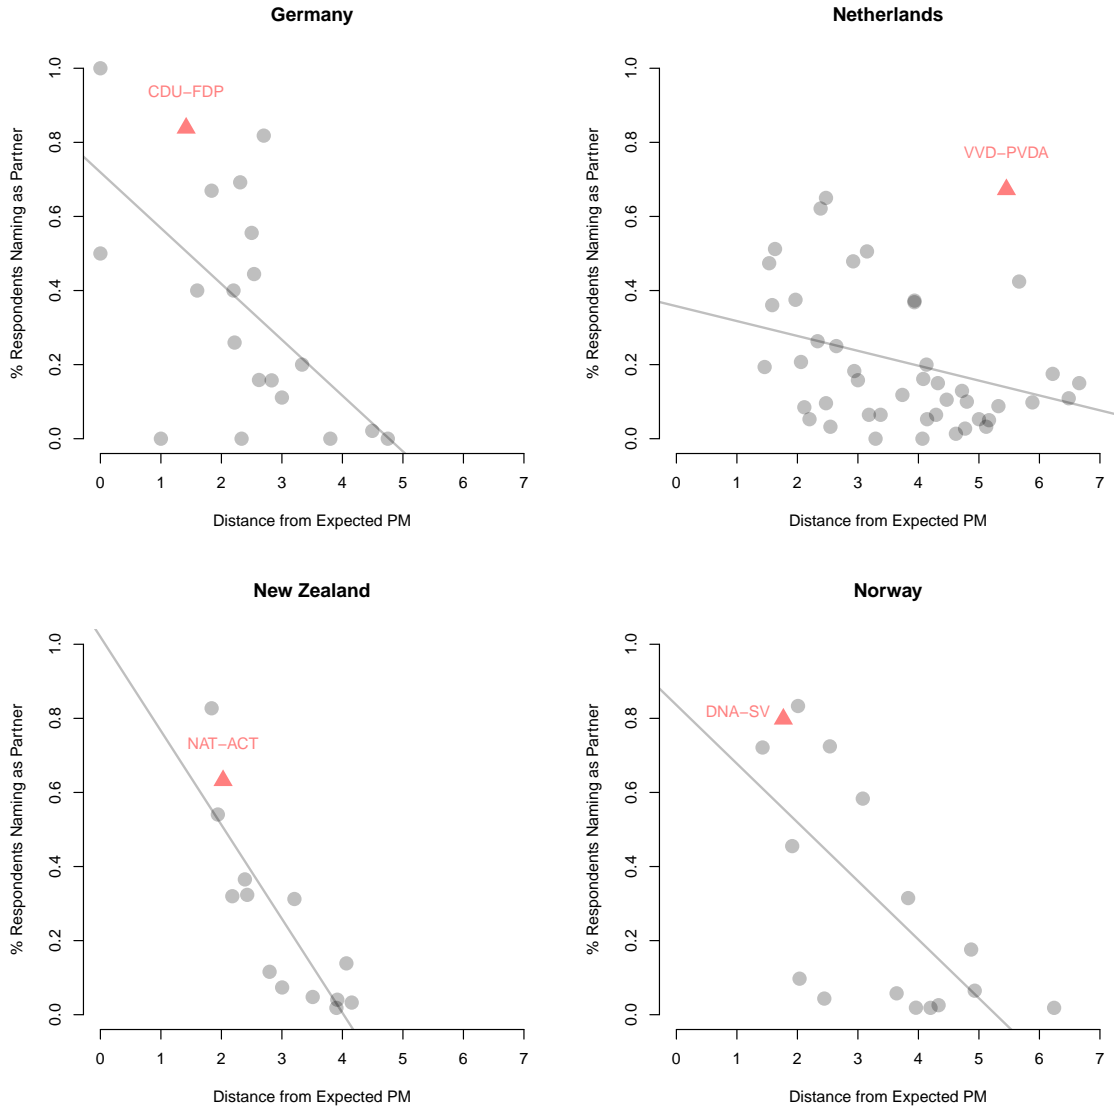 Germany
% Respondents Naming as Partner
1.0
0.8
0.6
0.4
0.2
0.0
CDU−FDP
0 1 2 3 4 5 6 7
Distance from Expected PM
Netherlands
% Respondents Naming as Partner
1.0
0.8
0.6
0.4
0.2
0.0
VVD−PVDA
0 1 2 3 4 5 6 7
Distance from Expected PM
New Zealand
% Respondents Naming as Partner
1.0
0.8
0.6
0.4
0.2
0.0
NAT−ACT
0 1 2 3 4 5 6 7
Distance from Expected PM
Norway
% Respondents Naming as Partner
1.0
0.8
0.6
0.4
0.2
0.0
DNA−SV
0 1 2 3 4 5 6 7
Distance from Expected PM